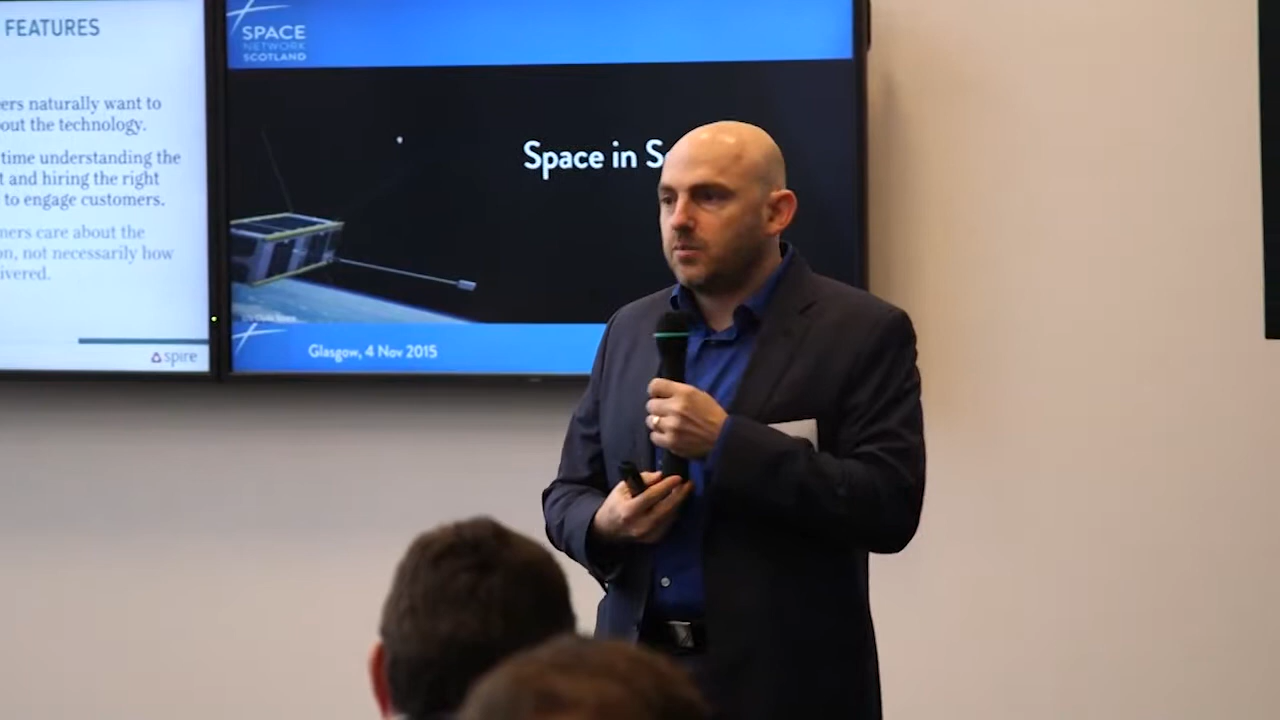 FEATURES
ers naturally want to
out the technology.
time understanding the
t and hiring the right
to engage customers.
ners care about the
on, not necessarily how
ivered.
spire
SPACE
NETWORK
SCOTLAND
Space in S
Glasgow, 4 Nov 2015